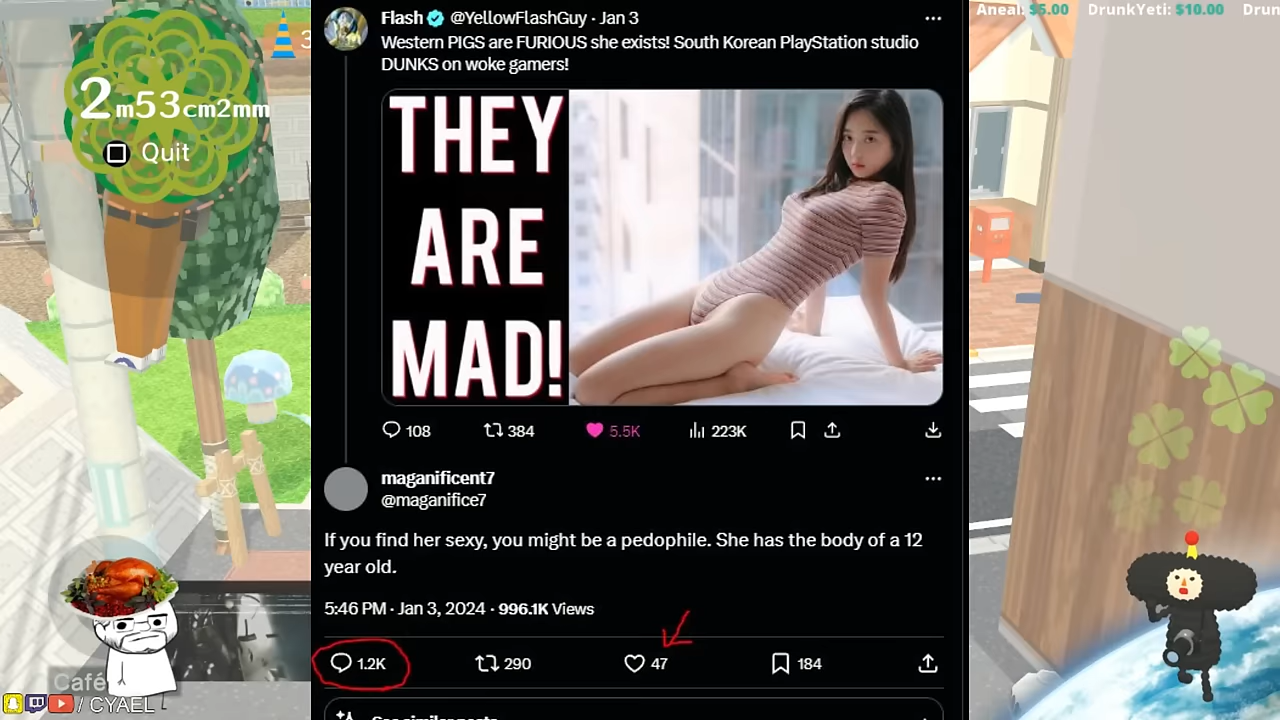 2m53cm2mm
Quit
3
Aneal: $5.00 DrunkYeti: $10.00 Drun
Flash @YellowFlashGuy · Jan 3
Western PIGS are FURIOUS she exists! South Korean PlayStation studio
DUNKS on woke gamers!
THEY
ARE
MAD!
108 384 5.5K 223K
maganificent7
@maganifice7
If you find her sexy, you might be a pedophile. She has the body of a 12
year old.
5:46 PM · Jan 3, 2024 · 996.1K Views
1.2K 290 47 184
Café
/ CYAEL